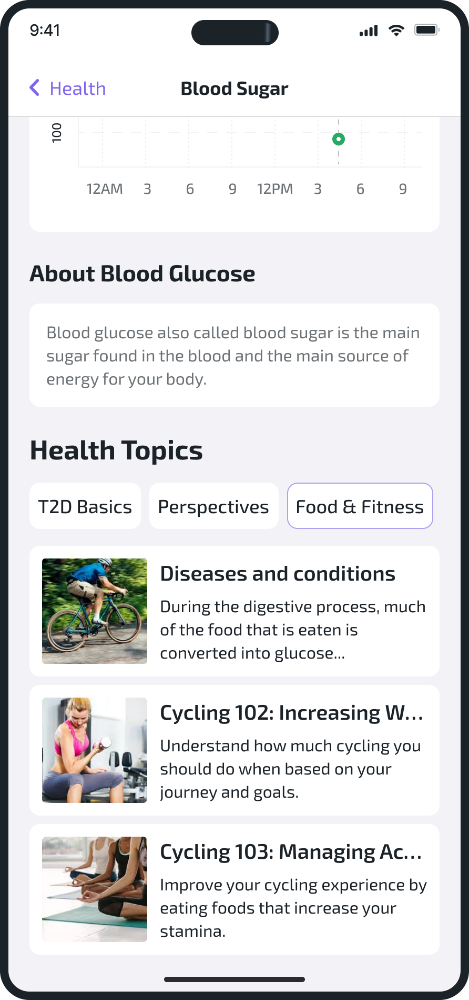 9:41
Health
Blood Sugar
100
12AM 3 6 9 12PM 3 6 9
About Blood Glucose
Blood glucose also called blood sugar is the main
sugar found in the blood and the main source of
energy for your body.
Health Topics
T2D Basics
Perspectives
Food & Fitness
Diseases and conditions
During the digestive process, much
of the food that is eaten is
converted into glucose...
Cycling 102: Increasing W...
Understand how much cycling you
should do when based on your
journey and goals.
Cycling 103: Managing Ac...
Improve your cycling experience by
eating foods that increase your
stamina.